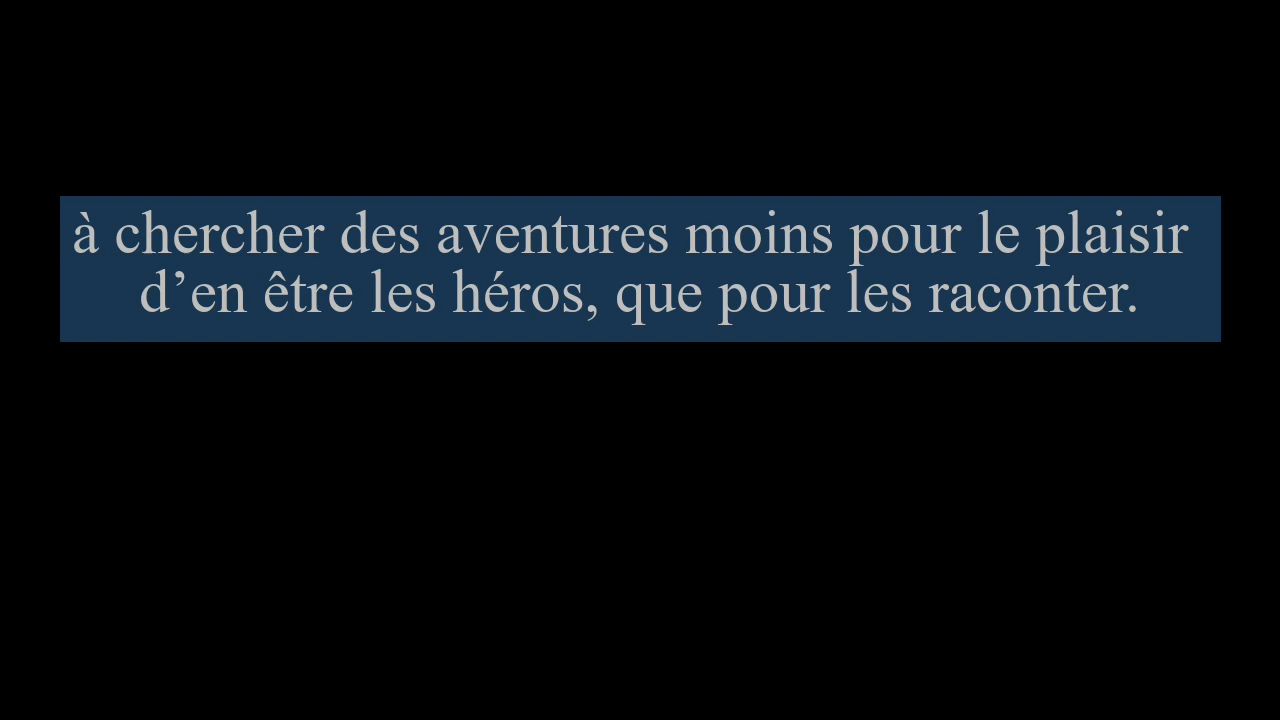 à chercher des aventures moins pour le plaisir
d’en être les héros, que pour les raconter.